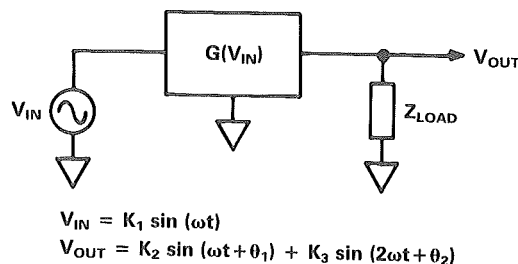 G(V_IN)
V_OUT
V_IN
Z_LOAD
V_IN = K_1 sin (ωt)
V_OUT = K_2 sin (ωt+θ_1) + K_3 sin (2ωt+θ_2)